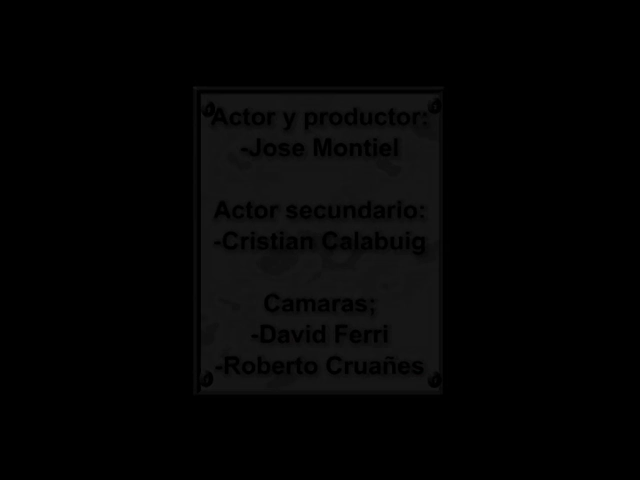 Actor y productor:
-Jose Montiel
Actor secundario:
-Cristian Calabuig
Camaras;
-David Ferri
-Roberto Cruañes